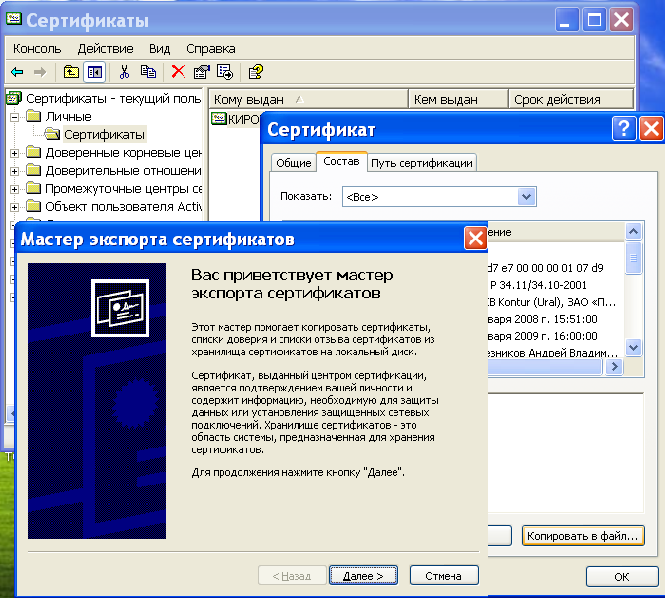 Сертификаты
Консоль Действие Вид Справка
Сертификаты - текущий поль
Личные
Сертификаты
Доверенные корневые цен
Доверительные отношени
Промежуточные центры се
Объект пользователя Activ
Кому выдан Кем выдан Срок действия
КИРО
Сертификат
Общие Состав Путь сертификации
Показать: <Все>
ение
d7 e7 00 00 00 01 07 d9
Р 34.11/34.10-2001
КВ Kontur (Ural), ЗАО «П...
варя 2008 г. 15:51:00
варя 2009 г. 16:00:00
езников Андрей Владим...
Копировать в файл...
OK
Мастер экспорта сертификатов
Вас приветствует мастер
экспорта сертификатов
Этот мастер помогает копировать сертификаты,
списки доверия и списки отзыва сертификатов из
хранилища сертификатов на локальный диск.
Сертификат, выданный центром сертификации,
является подтверждением вашей личности и
содержит информацию, необходимую для защиты
данных или установления защищенных сетевых
подключений. Хранилище сертификатов - это
область системы, предназначенная для хранения
сертификатов.
Для продолжения нажмите кнопку "Далее".
< Назад Далее > Отмена